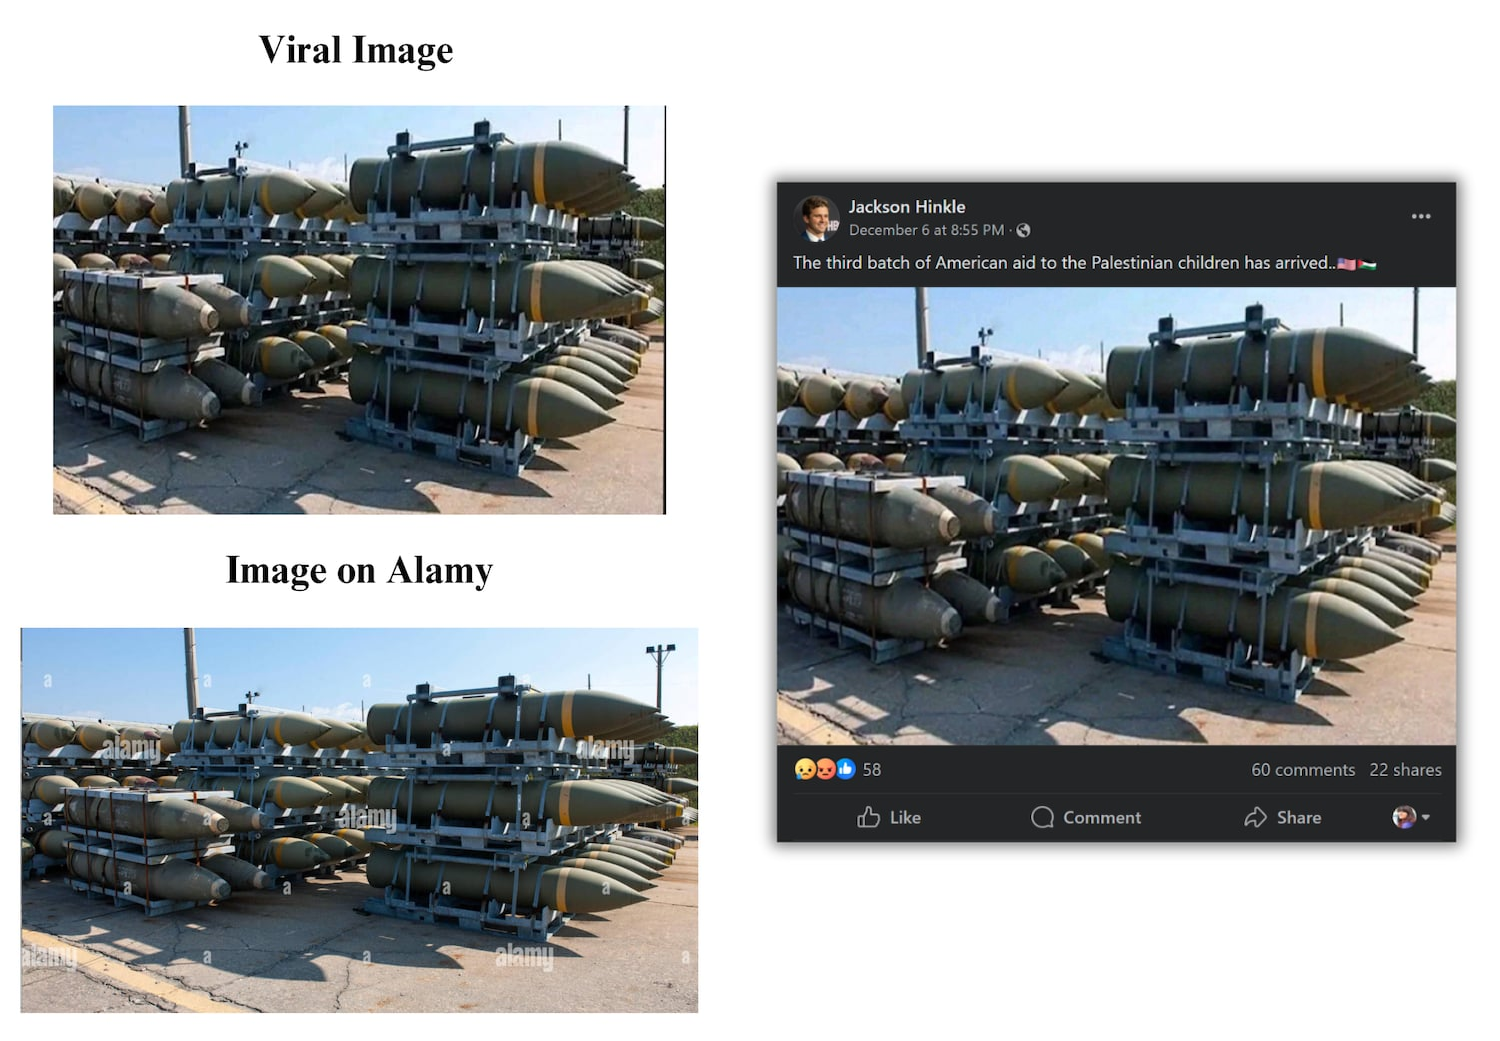 Viral Image
Image on Alamy
a a a
alamy a alamy
a alamy a
a a a a
alamy a a alamy a
Jackson Hinkle
December 6 at 8:55 PM ·
The third batch of American aid to the Palestinian children has arrived..🇺🇸🇵🇸
58 60 comments 22 shares
Like Comment Share